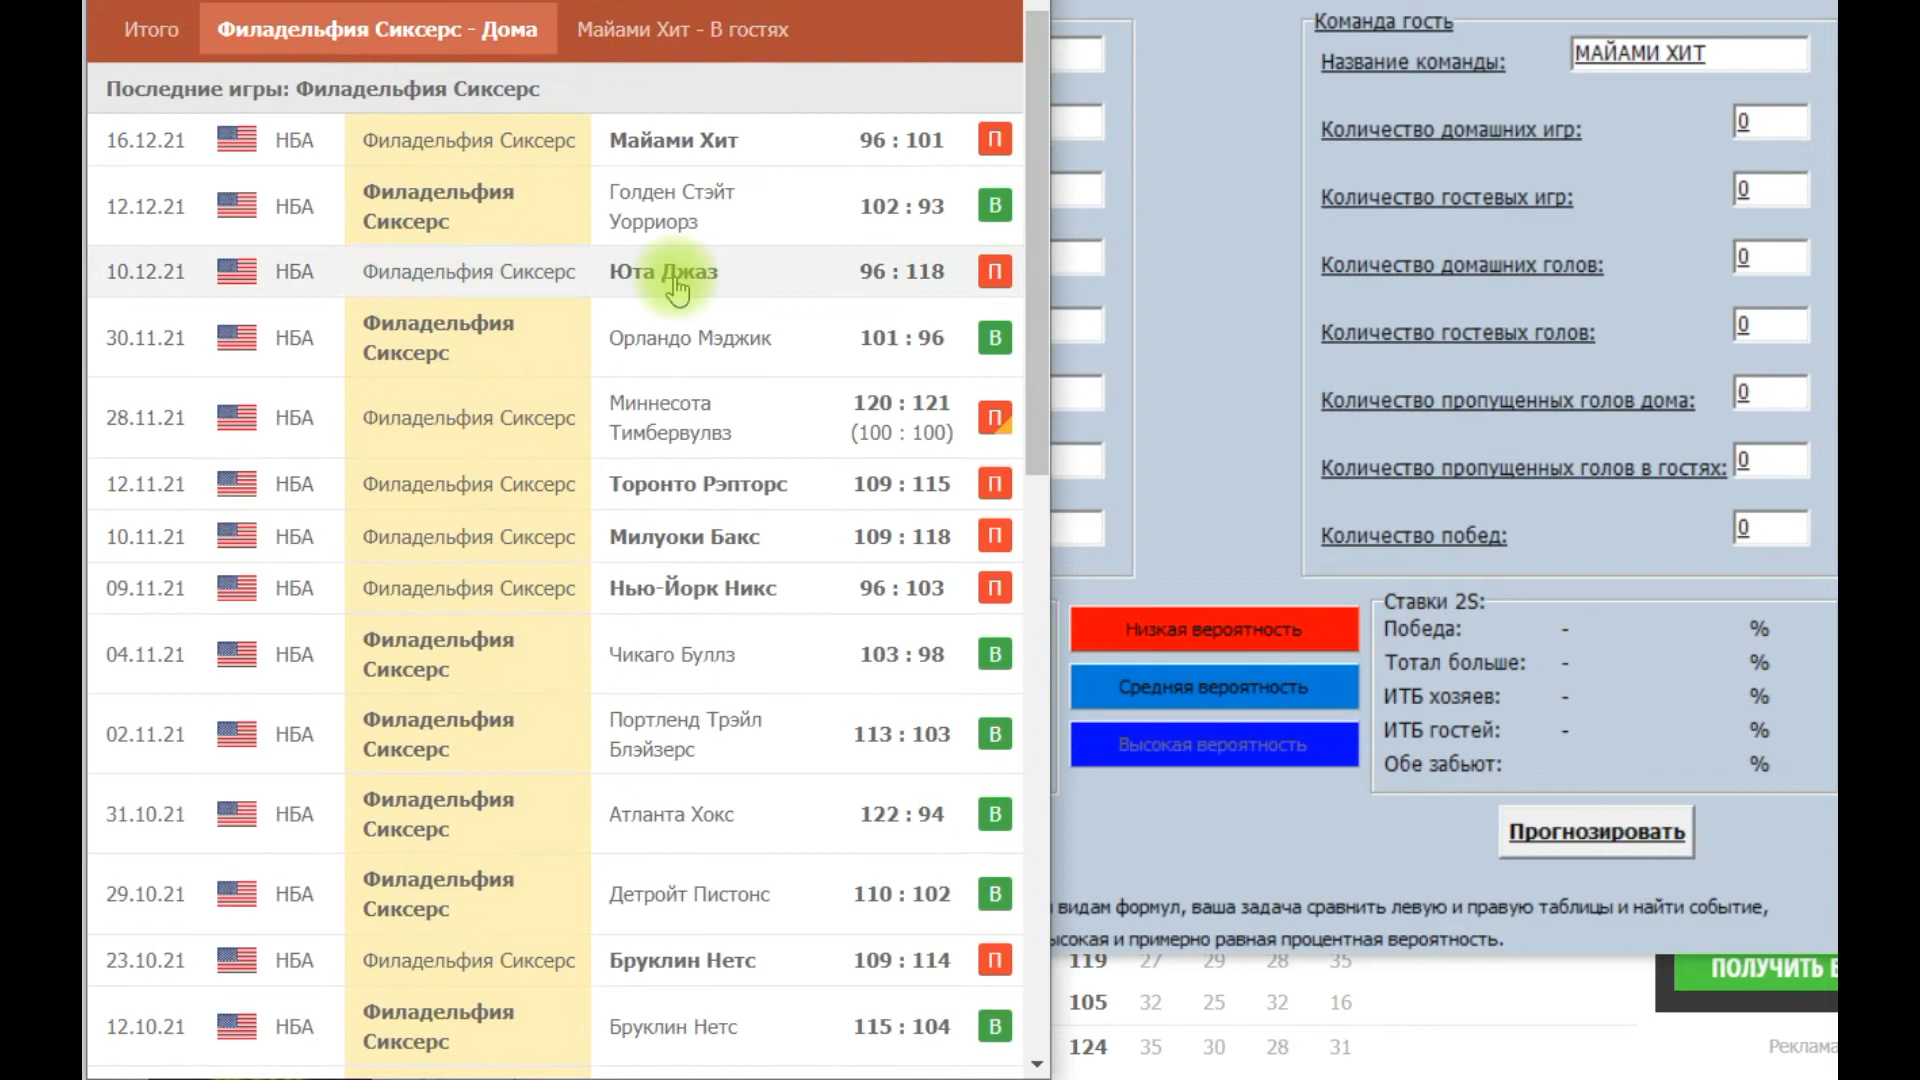 Итого
Филадельфия Сиксерс - Дома
Майами Хит - В гостях
Последние игры: Филадельфия Сиксерс
16.12.21 НБА Филадельфия Сиксерс Майами Хит 96 : 101 П
12.12.21 НБА Филадельфия Сиксерс Голден Стэйт Уорриорз 102 : 93 В
10.12.21 НБА Филадельфия Сиксерс Юта Джаз 96 : 118 П
30.11.21 НБА Филадельфия Сиксерс Орландо Мэджик 101 : 96 В
28.11.21 НБА Филадельфия Сиксерс Миннесота Тимбервулвз 120 : 121 (100 : 100) П
12.11.21 НБА Филадельфия Сиксерс Торонто Рэпторс 109 : 115 П
10.11.21 НБА Филадельфия Сиксерс Милуоки Бакс 109 : 118 П
09.11.21 НБА Филадельфия Сиксерс Нью-Йорк Никс 96 : 103 П
04.11.21 НБА Филадельфия Сиксерс Чикаго Буллз 103 : 98 В
02.11.21 НБА Филадельфия Сиксерс Портленд Трэйл Блэйзерс 113 : 103 В
31.10.21 НБА Филадельфия Сиксерс Атланта Хокс 122 : 94 В
29.10.21 НБА Филадельфия Сиксерс Детройт Пистонс 110 : 102 В
23.10.21 НБА Филадельфия Сиксерс Бруклин Нетс 109 : 114 П
12.10.21 НБА Филадельфия Сиксерс Бруклин Нетс 115 : 104 В
Команда гость
Название команды: МАЙАМИ ХИТ
Количество домашних игр: 0
Количество гостевых игр: 0
Количество домашних голов: 0
Количество гостевых голов: 0
Количество пропущенных голов дома: 0
Количество пропущенных голов в гостях: 0
Количество побед: 0
Низкая вероятность
Средняя вероятность
Высокая вероятность
Ставки 2S:
Победа: - %
Тотал больше: - %
ИТБ хозяев: - %
ИТБ гостей: - %
Обе забьют: %
Прогнозировать
видам формул, ваша задача сравнить левую и правую таблицы и найти событие,
ысокая и примерно равная процентная вероятность.
119 27 29 28 35
105 32 25 32 16
124 35 30 28 31
ПОЛУЧИТЬ
Реклама